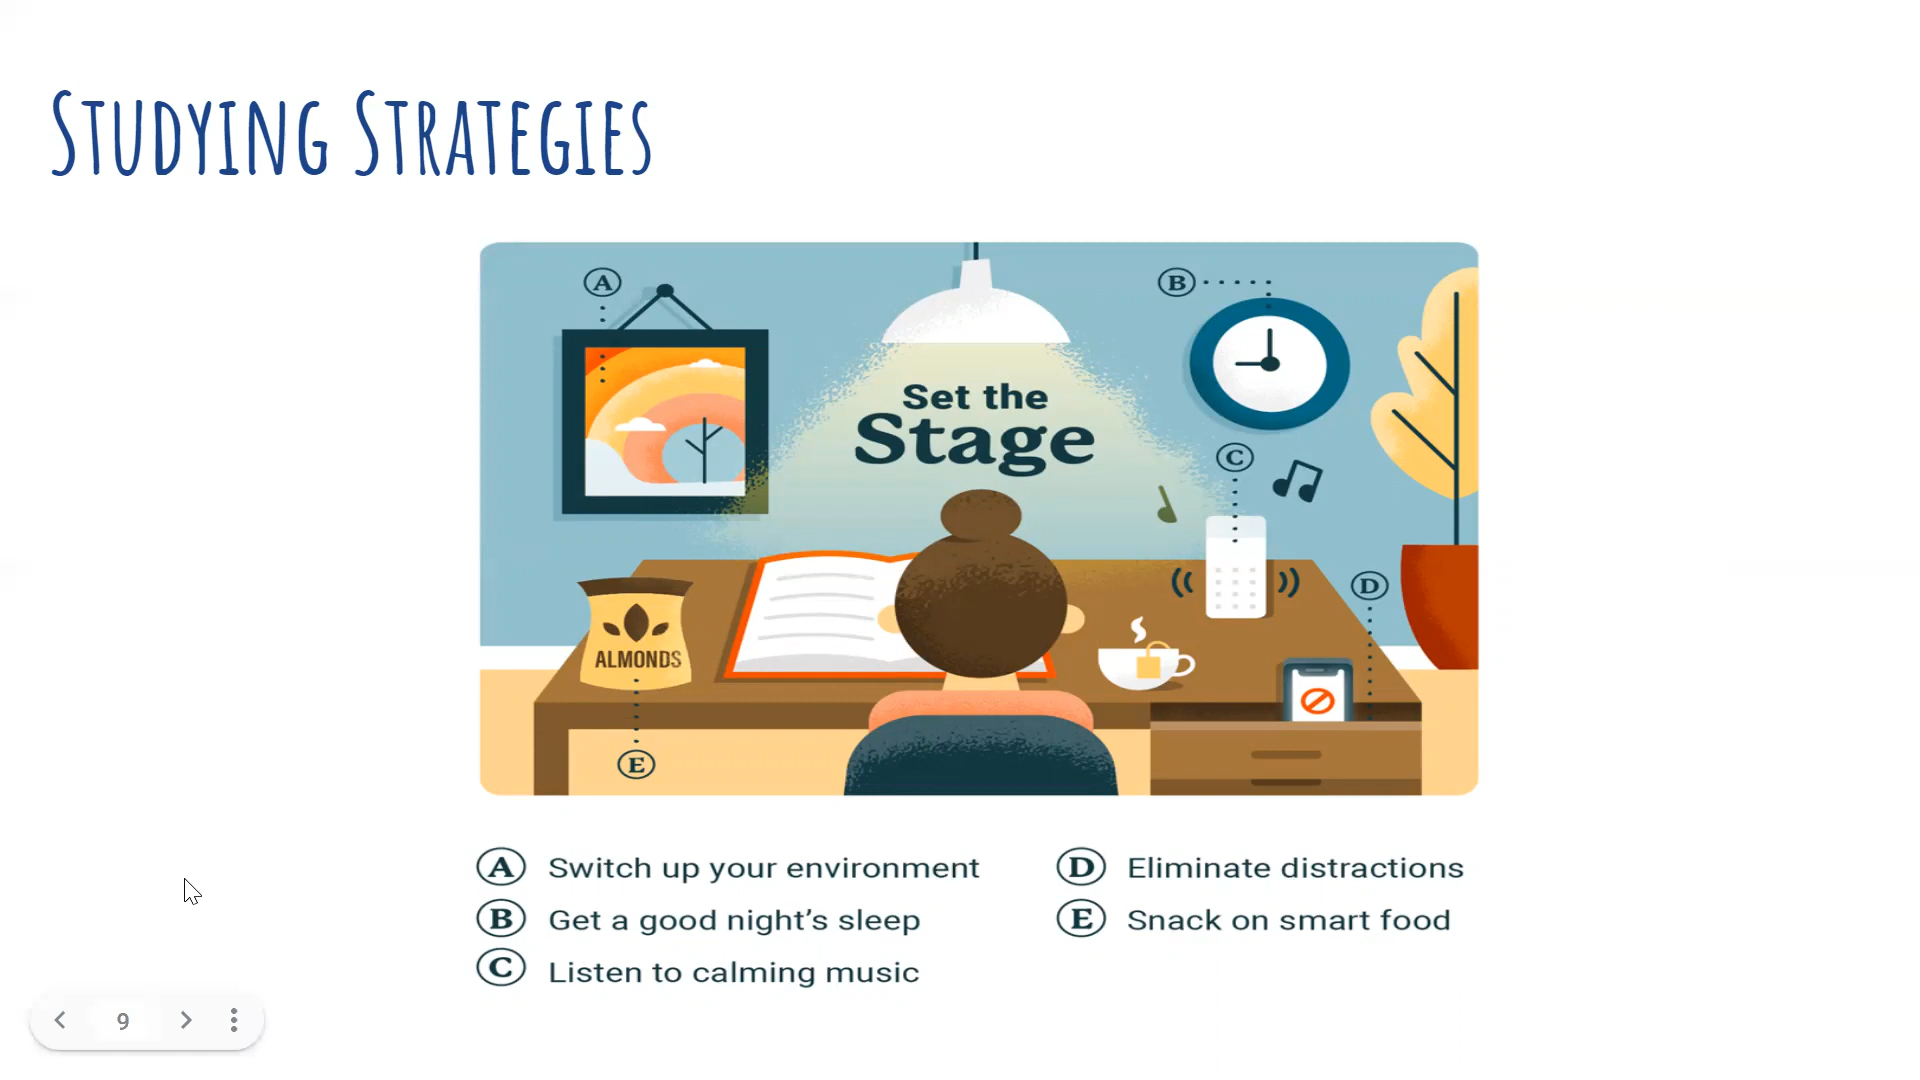 Studying Strategies
A
B
Set the
Stage
C
D
ALMONDS
E
A Switch up your environment
B Get a good night’s sleep
C Listen to calming music
D Eliminate distractions
E Snack on smart food
9